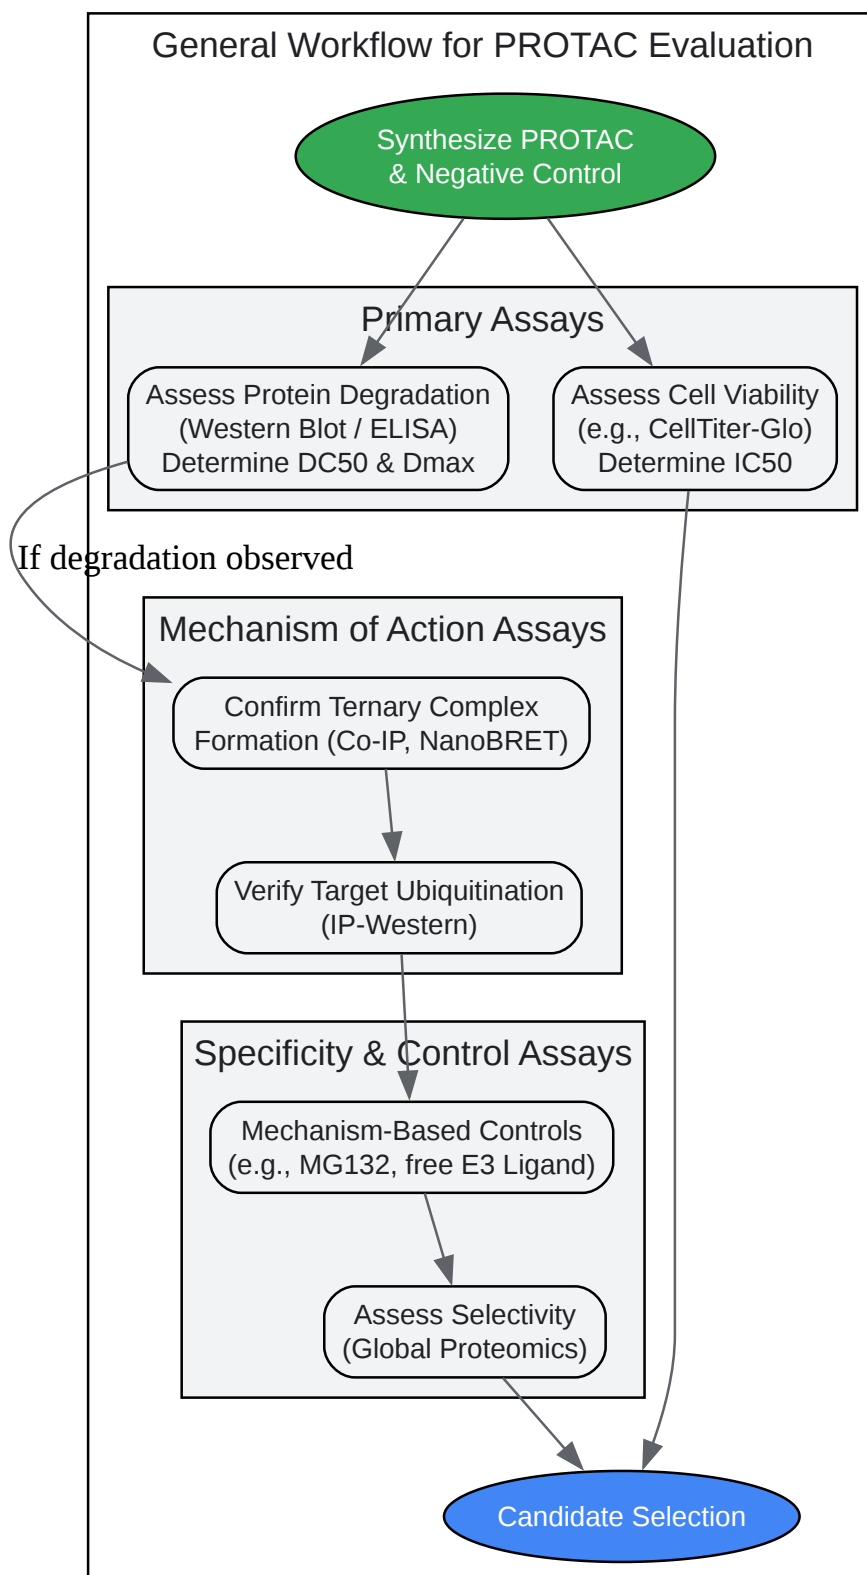 General Workflow for PROTAC Evaluation
Synthesize PROTAC
& Negative Control
Primary Assays
Assess Protein Degradation
(Western Blot / ELISA)
Determine DC50 & Dmax
Assess Cell Viability
(e.g., CellTiter-Glo)
Determine IC50
If degradation observed
Mechanism of Action Assays
Confirm Ternary Complex
Formation (Co-IP, NanoBRET)
Verify Target Ubiquitination
(IP-Western)
Specificity & Control Assays
Mechanism-Based Controls
(e.g., MG132, free E3 Ligand)
Assess Selectivity
(Global Proteomics)
Candidate Selection